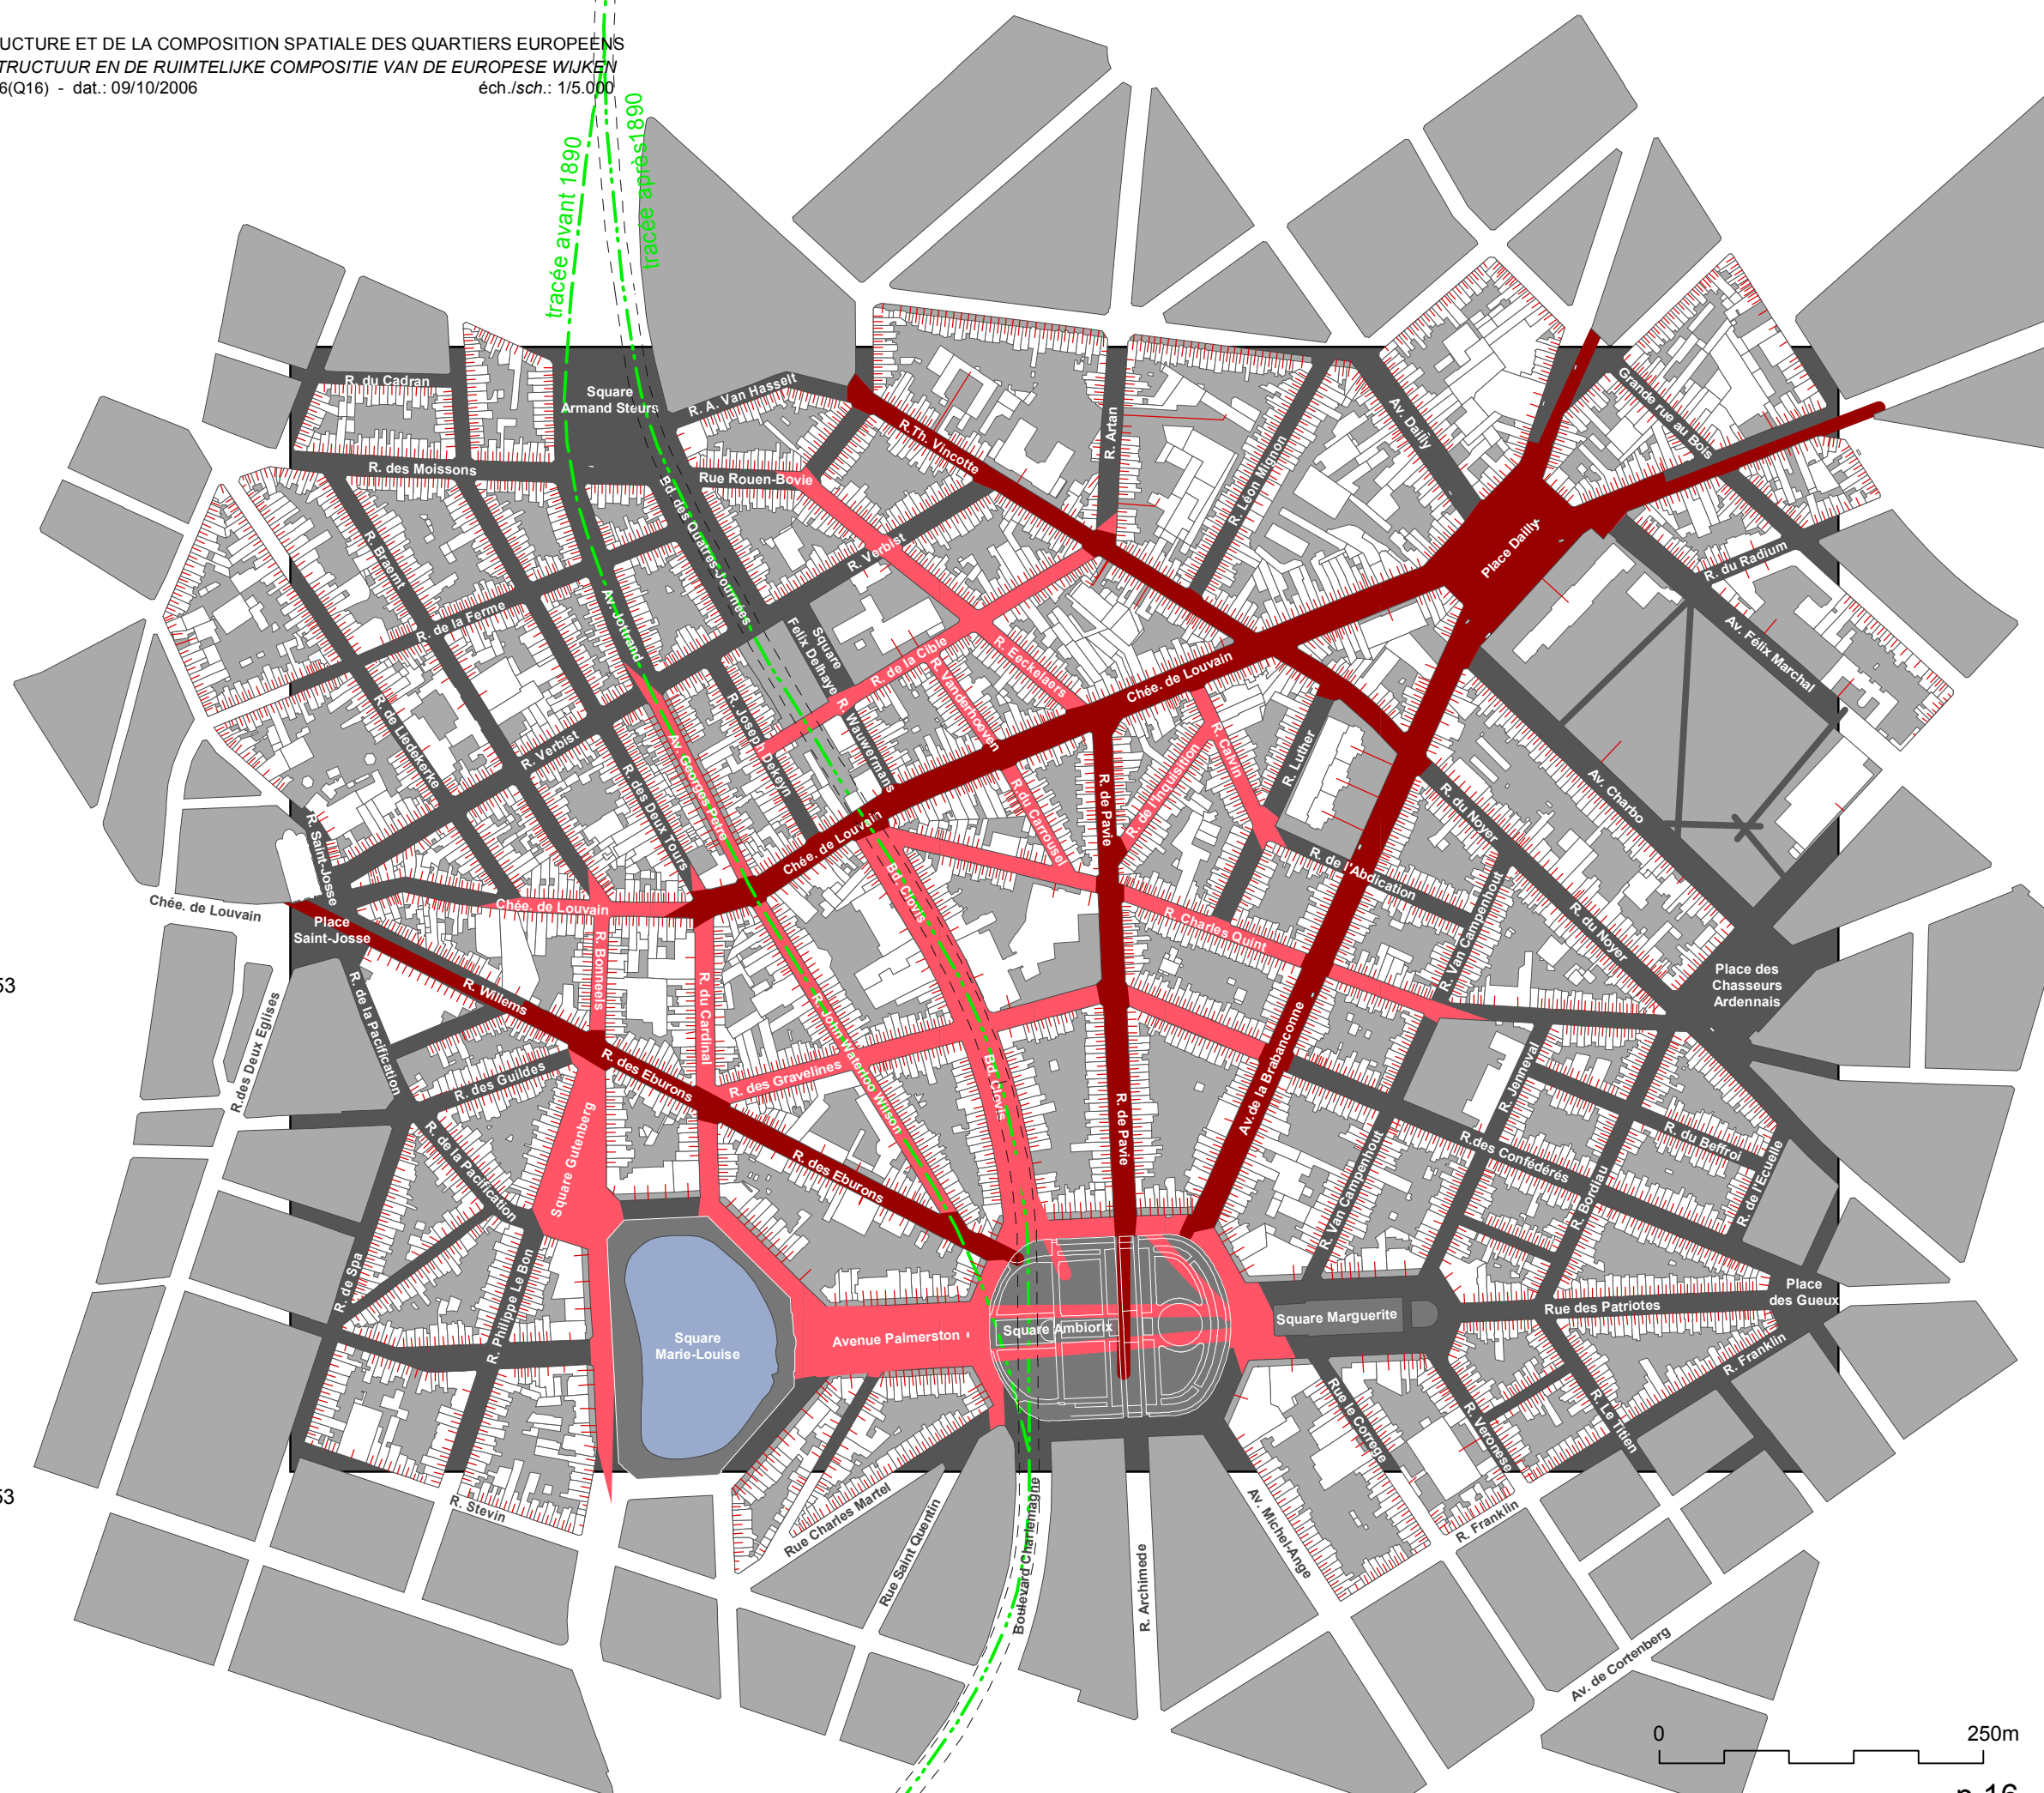 UCTURE ET DE LA COMPOSITION SPATIALE DES QUARTIERS EUROPEENS
TRUCTUUR EN DE RUIMTELIJKE COMPOSITIE VAN DE EUROPESE WIJKEN
6(Q16) - dat.: 09/10/2006
éch./sch.: 1/5.000
tracée avant 1890
tracée après1890
R. du Cadran
Square
Armand Steurs
R. A. Van Hasselt
R. des Moissons
Rue Rouen-Bovie
R.Th. Vincotte
R. Artan
R. Léon Mignon
Av. Dailly
Grande rue au Bois
Place Dailly
R. du Radium
Av. Félix Marchal
R. Braemt
Bd. des Quatres-Journées
R. Verbist
R. de la Ferme
Av. Jottrand
Square
Felix Delhaye
R. de la Cible
R. Eeckelaers
R. Vanderhoeven
Chée. de Louvain
R. de Liedekerke
R. Verbist
R. des Deux Tours
Av. Georges Petre
R. Joseph Dekeyn
R. Wauwermans
R. du Carrousel
R. de Pavie
R. de l'Inquisition
R. Calvin
R. Luther
R. du Noyer
Av. Charbo
R. Saint-Josse
Chée. de Louvain
Bd. Clovis
R. de l'Abdication
R. Van Campenhout
R. du Noyer
Chée. de Louvain
Place
Saint-Josse
Chée. de Louvain
R. Bonneels
R. Charles Quint
Place des
Chasseurs
Ardennais
53
R.des Deux Eglises
R. de la Pacification
R. Willems
R. du Cardinal
R. John Waterloo Wilson
R. des Eburons
R. des Guildes
R. des Gravelines
Bd. Clovis
R. de Pavie
Av.de la Brabanconne
R. Jenneval
R. du Beffroi
R. de la Pacification
Square Gutenberg
R. des Eburons
R. Van Campenhout
R.des Confédérés
R. Bordiau
R. de l'Ecuelle
R. de Spa
R. Philippe Le Bon
Square
Marie-Louise
Avenue Palmerston
Square Ambiorix
Square Marguerite
Rue des Patriotes
Place
des Gueux
R. Franklin
Rue le Correge
R. Veronese
R. Le Titien
53
R. Stevin
Rue Charles Martel
Rue Saint Quentin
Boulevard Charlemagne
R. Archimede
Av. Michel-Ange
R. Franklin
Av. de Cortenberg
0
250m
p.16